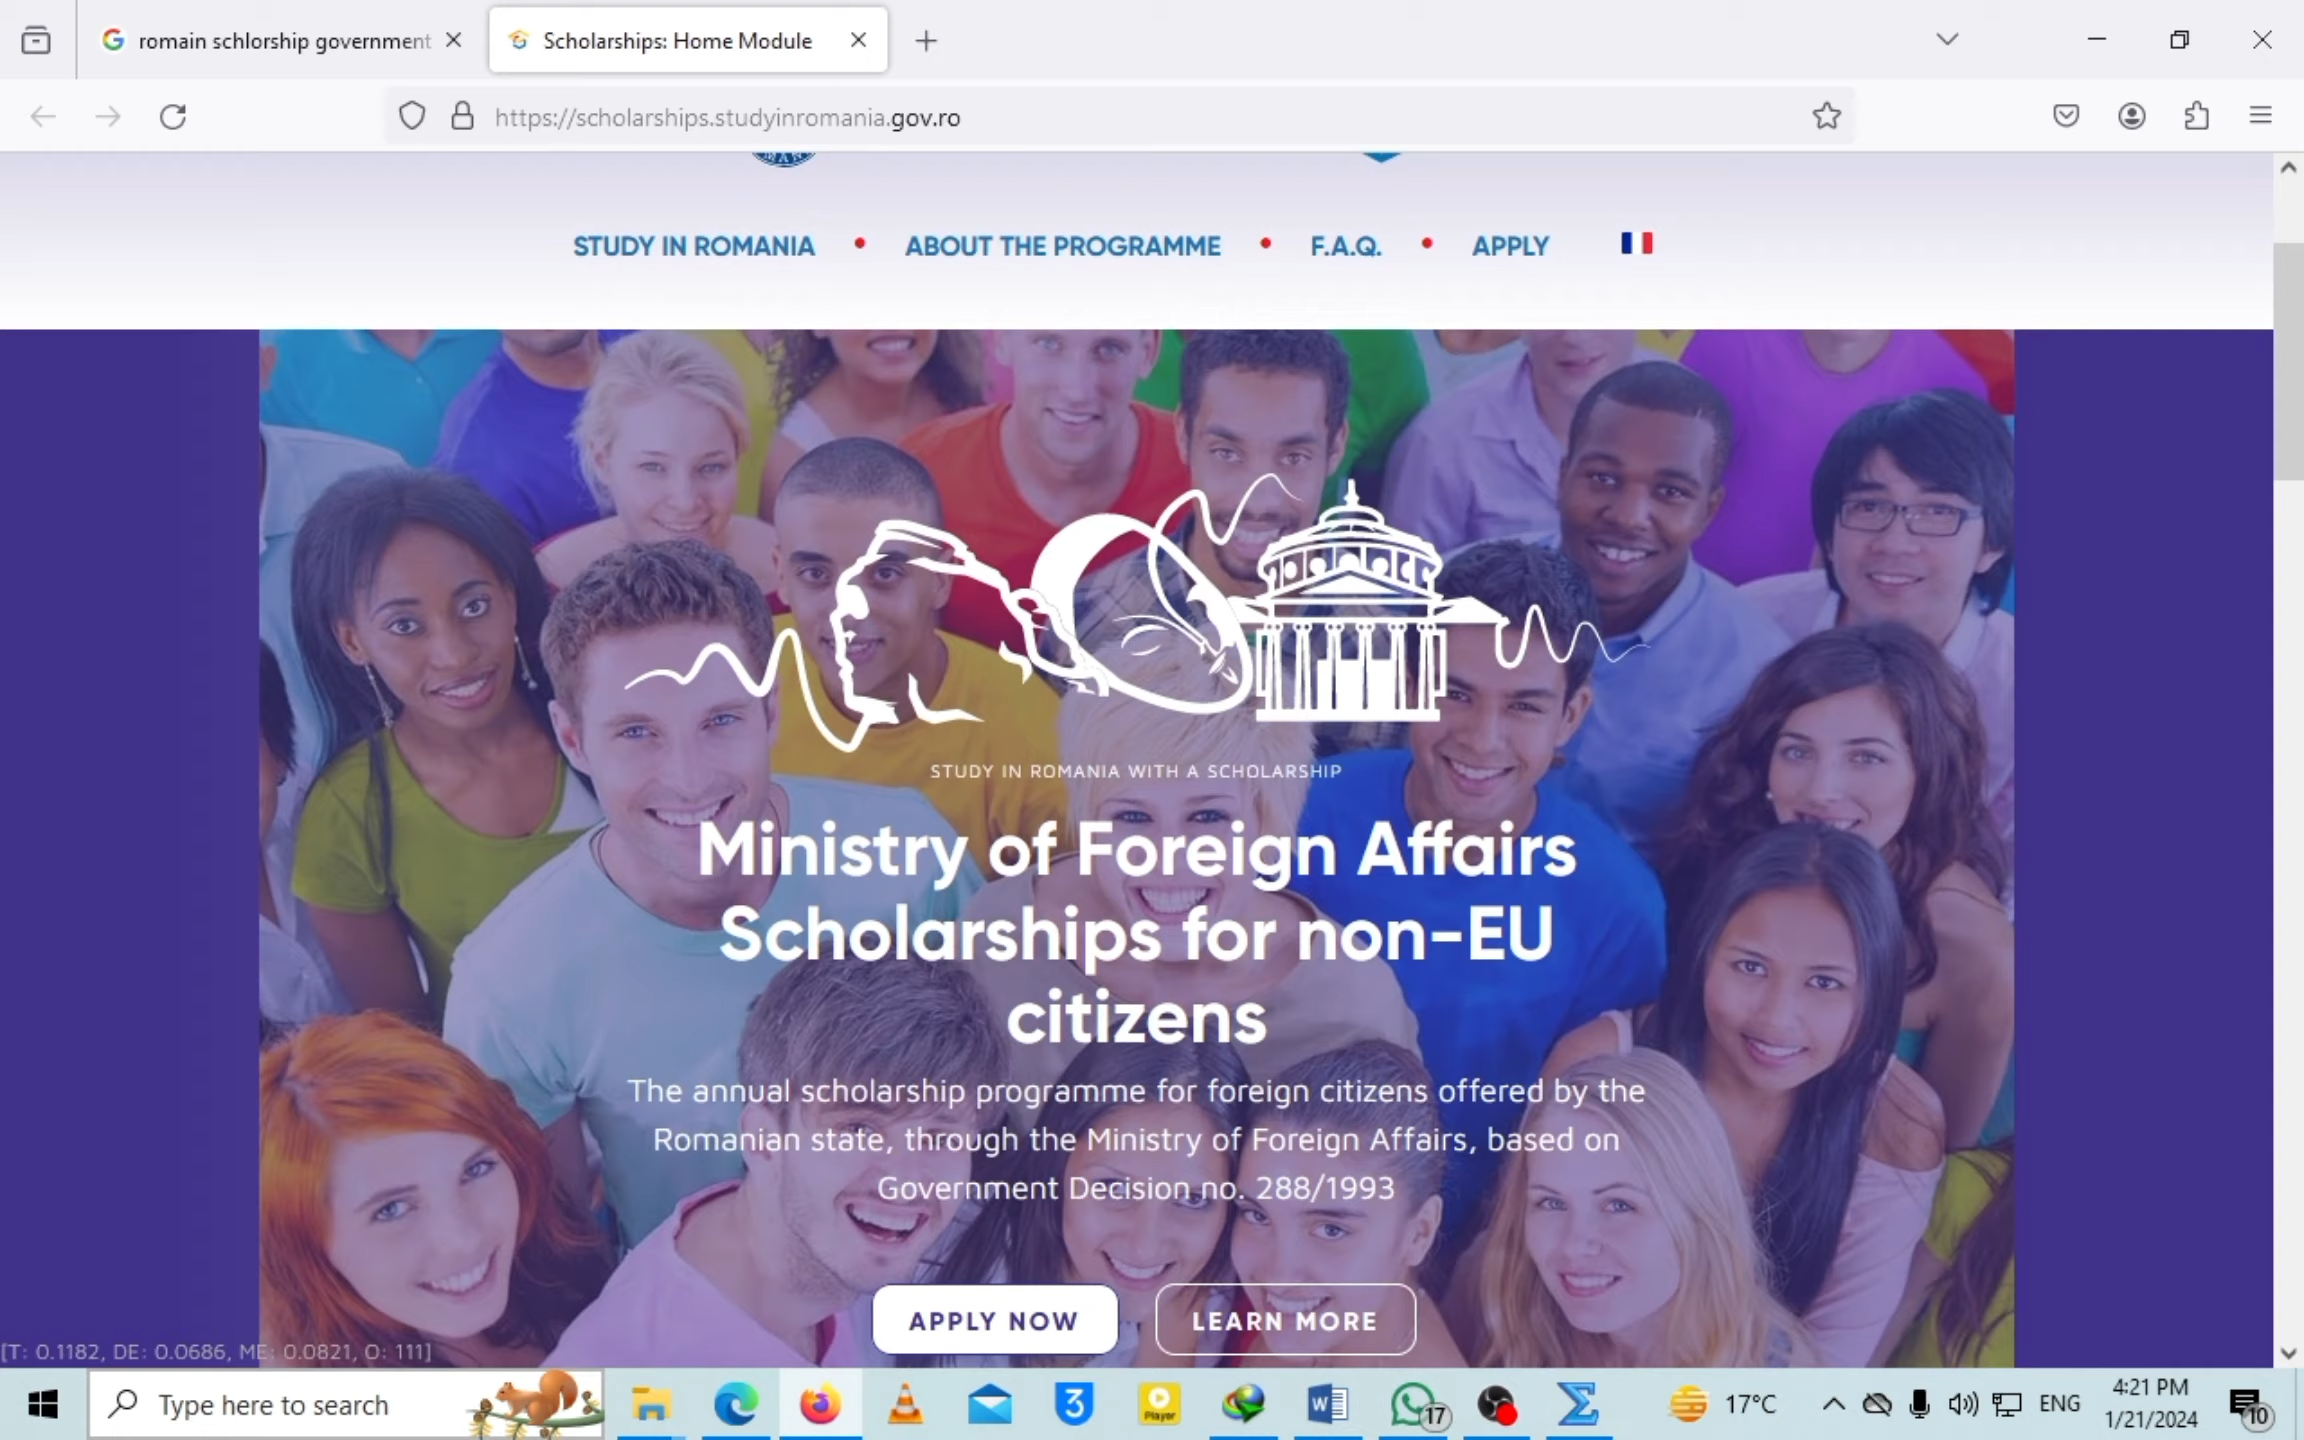 romain schlorship government
Scholarships: Home Module
https://scholarships.studyinromania.gov.ro
STUDY IN ROMANIA • ABOUT THE PROGRAMME • F.A.Q. • APPLY
STUDY IN ROMANIA WITH A SCHOLARSHIP
Ministry of Foreign Affairs
Scholarships for non-EU
citizens
The annual scholarship programme for foreign citizens offered by the
Romanian state, through the Ministry of Foreign Affairs, based on
Government Decision no. 288/1993
APPLY NOW
LEARN MORE
[T: 0.1182, DE: 0.0686, ME: 0.0821, O: 111]
Type here to search
3
Player
17
17°C
ENG
4:21 PM
1/21/2024
10